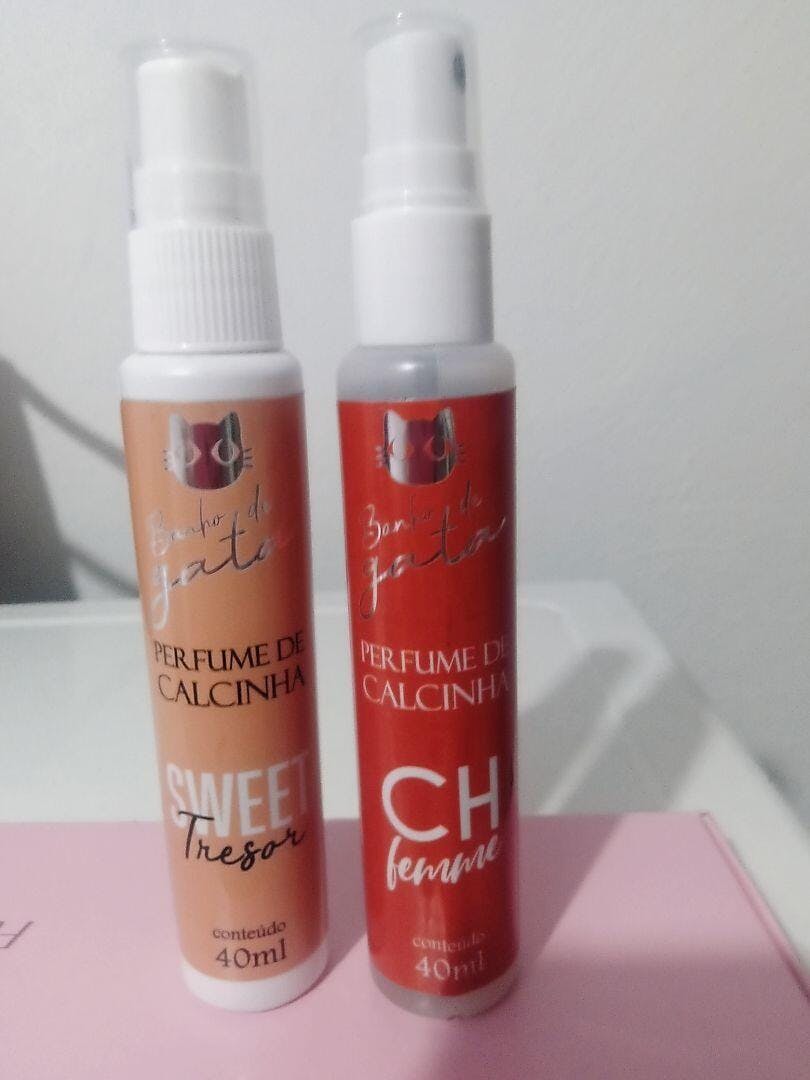 Banho de
gata
PERFUME DE
CALCINHA
SWEET
Tresor
conteúdo
40ml
Banho de
gata
PERFUME DE
CALCINHA
CH
femme
conteúdo
40ml